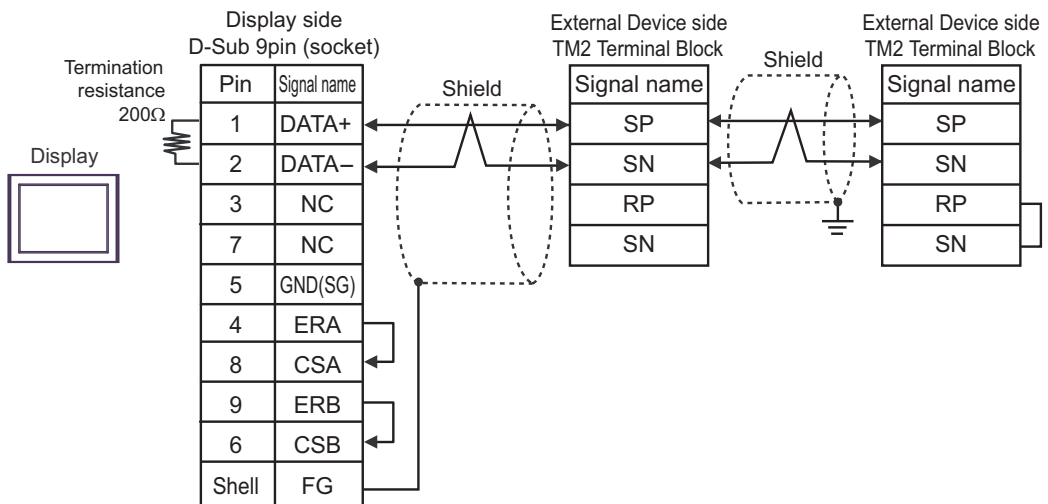 Display side
D-Sub 9pin (socket)
External Device side
TM2 Terminal Block
External Device side
TM2 Terminal Block
Termination
resistance
200Ω
Display
Shield
Shield
Pin Signal name
1 DATA+
2 DATA–
3 NC
7 NC
5 GND(SG)
4 ERA
8 CSA
9 ERB
6 CSB
Shell FG
Signal name
SP
SN
RP
SN
Signal name
SP
SN
RP
SN